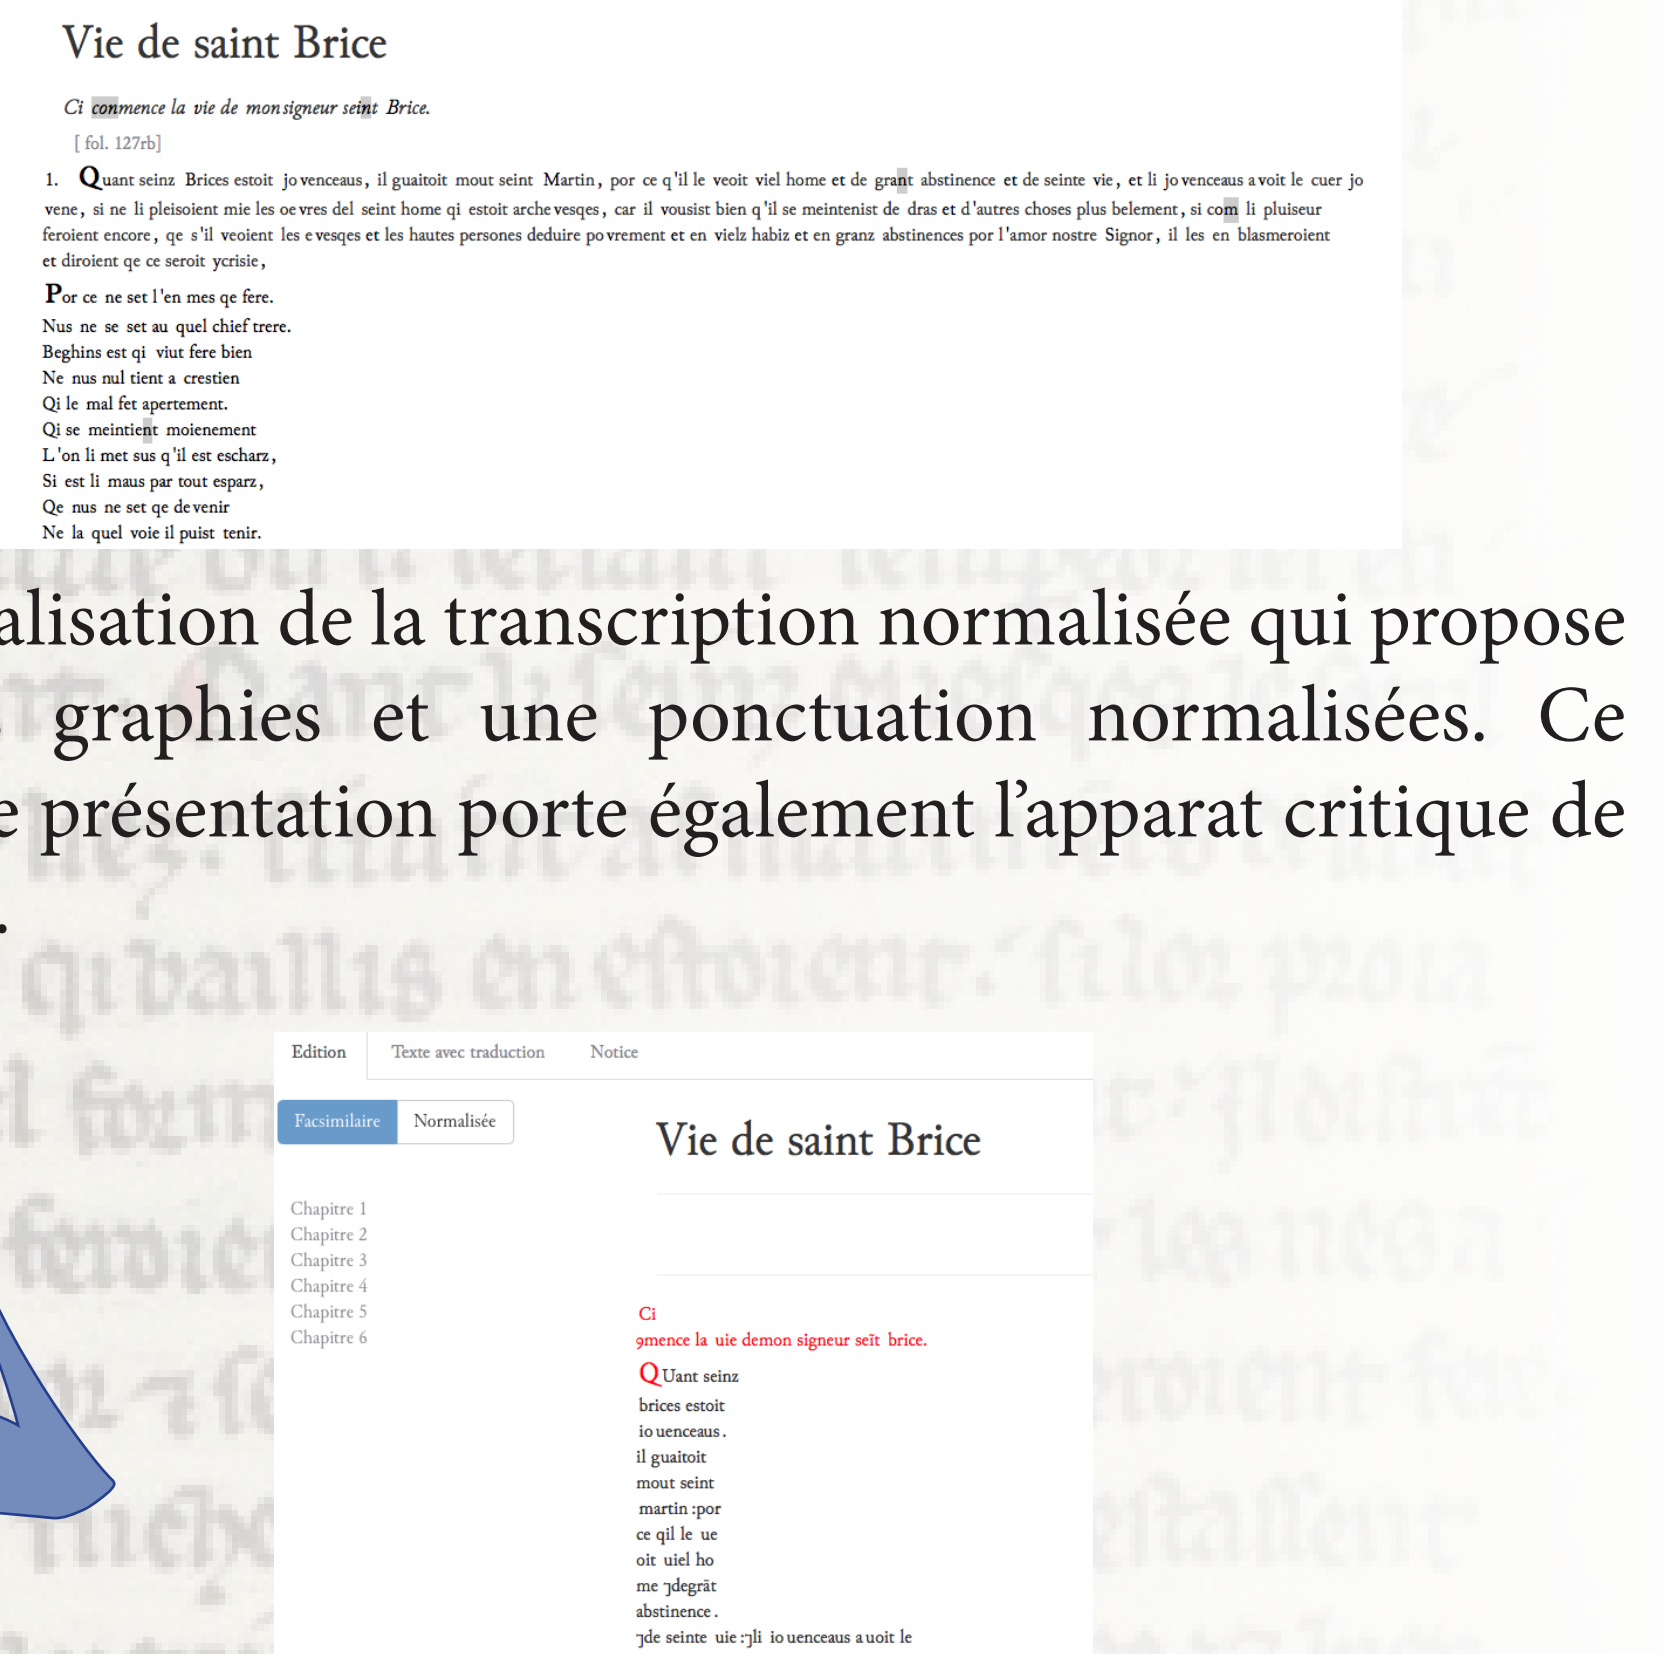 Vie de saint Brice
Ci conmence la vie de monsigneur seint Brice.
[ fol. 127rb]
1. Quant seinz Brices estoit jovenceaus, il guaitoit mout seint Martin, por ce q'il le veoit viel home et de grant abstinence et de seinte vie, et li jovenceaus avoit le cuer jo
vene, si ne li pleisoient mie les oevres del seint home qi estoit archevesqes, car il vousist bien q'il se meintenist de dras et d'autres choses plus belement, si com li pluiseur
feroient encore, qe s'il veoient les evesqes et les hautes persones deduire povrement et en vielz habiz et en granz abstinences por l'amor nostre Signor, il les en blasmeroient
et diroient qe ce seroit ycrisie,
Por ce ne set l'en mes qe fere.
Nus ne se set au quel chief trere.
Beghins est qi viut fere bien
Ne nus nul tient a crestien
Qi le mal fet apertement.
Qi se meintient moienement
L'on li met sus q'il est escharz,
Si est li maus par tout esparz,
Qe nus ne set qe devenir
Ne la quel voie il puist tenir.
alisation de la transcription normalisée qui propose
graphies et une ponctuation normalisées. Ce
e présentation porte également l'apparat critique de
.
qi baillis en estoient. si lor proia
Edition Texte avec traduction Notice
Facsimilaire Normalisée
Vie de saint Brice
Chapitre 1
Chapitre 2
Chapitre 3
Chapitre 4
Chapitre 5
Chapitre 6
Ci
ꝯmence la uie demon signeur seīt brice.
QUant seinz
brices estoit
io uenceaus.
il guaitoit
mout seint
martin :por
ce qil le ue
oit uiel ho
me ⁊degrāt
abstinence.
⁊de seinte uie :⁊li io uenceaus auoit le